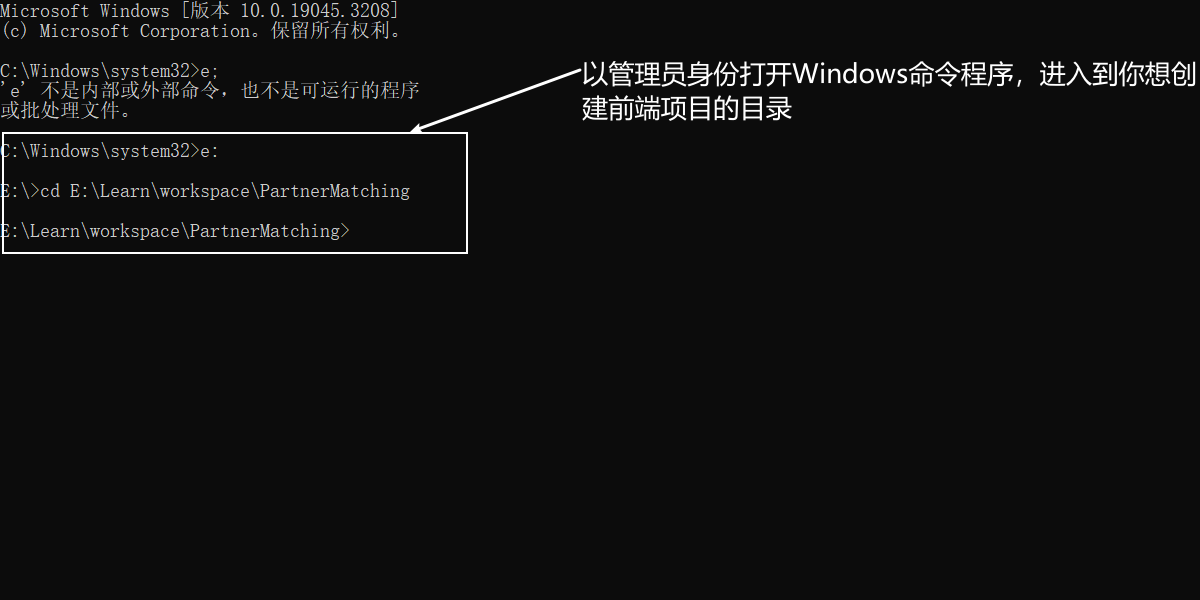 Microsoft Windows [版本 10.0.19045.3208]
(c) Microsoft Corporation。保留所有权利。
C:\Windows\system32>e;
'e' 不是内部或外部命令，也不是可运行的程序
或批处理文件。
C:\Windows\system32>e:
E:\>cd E:\Learn\workspace\PartnerMatching
E:\Learn\workspace\PartnerMatching>
以管理员身份打开Windows命令程序，进入到你想创
建前端项目的目录